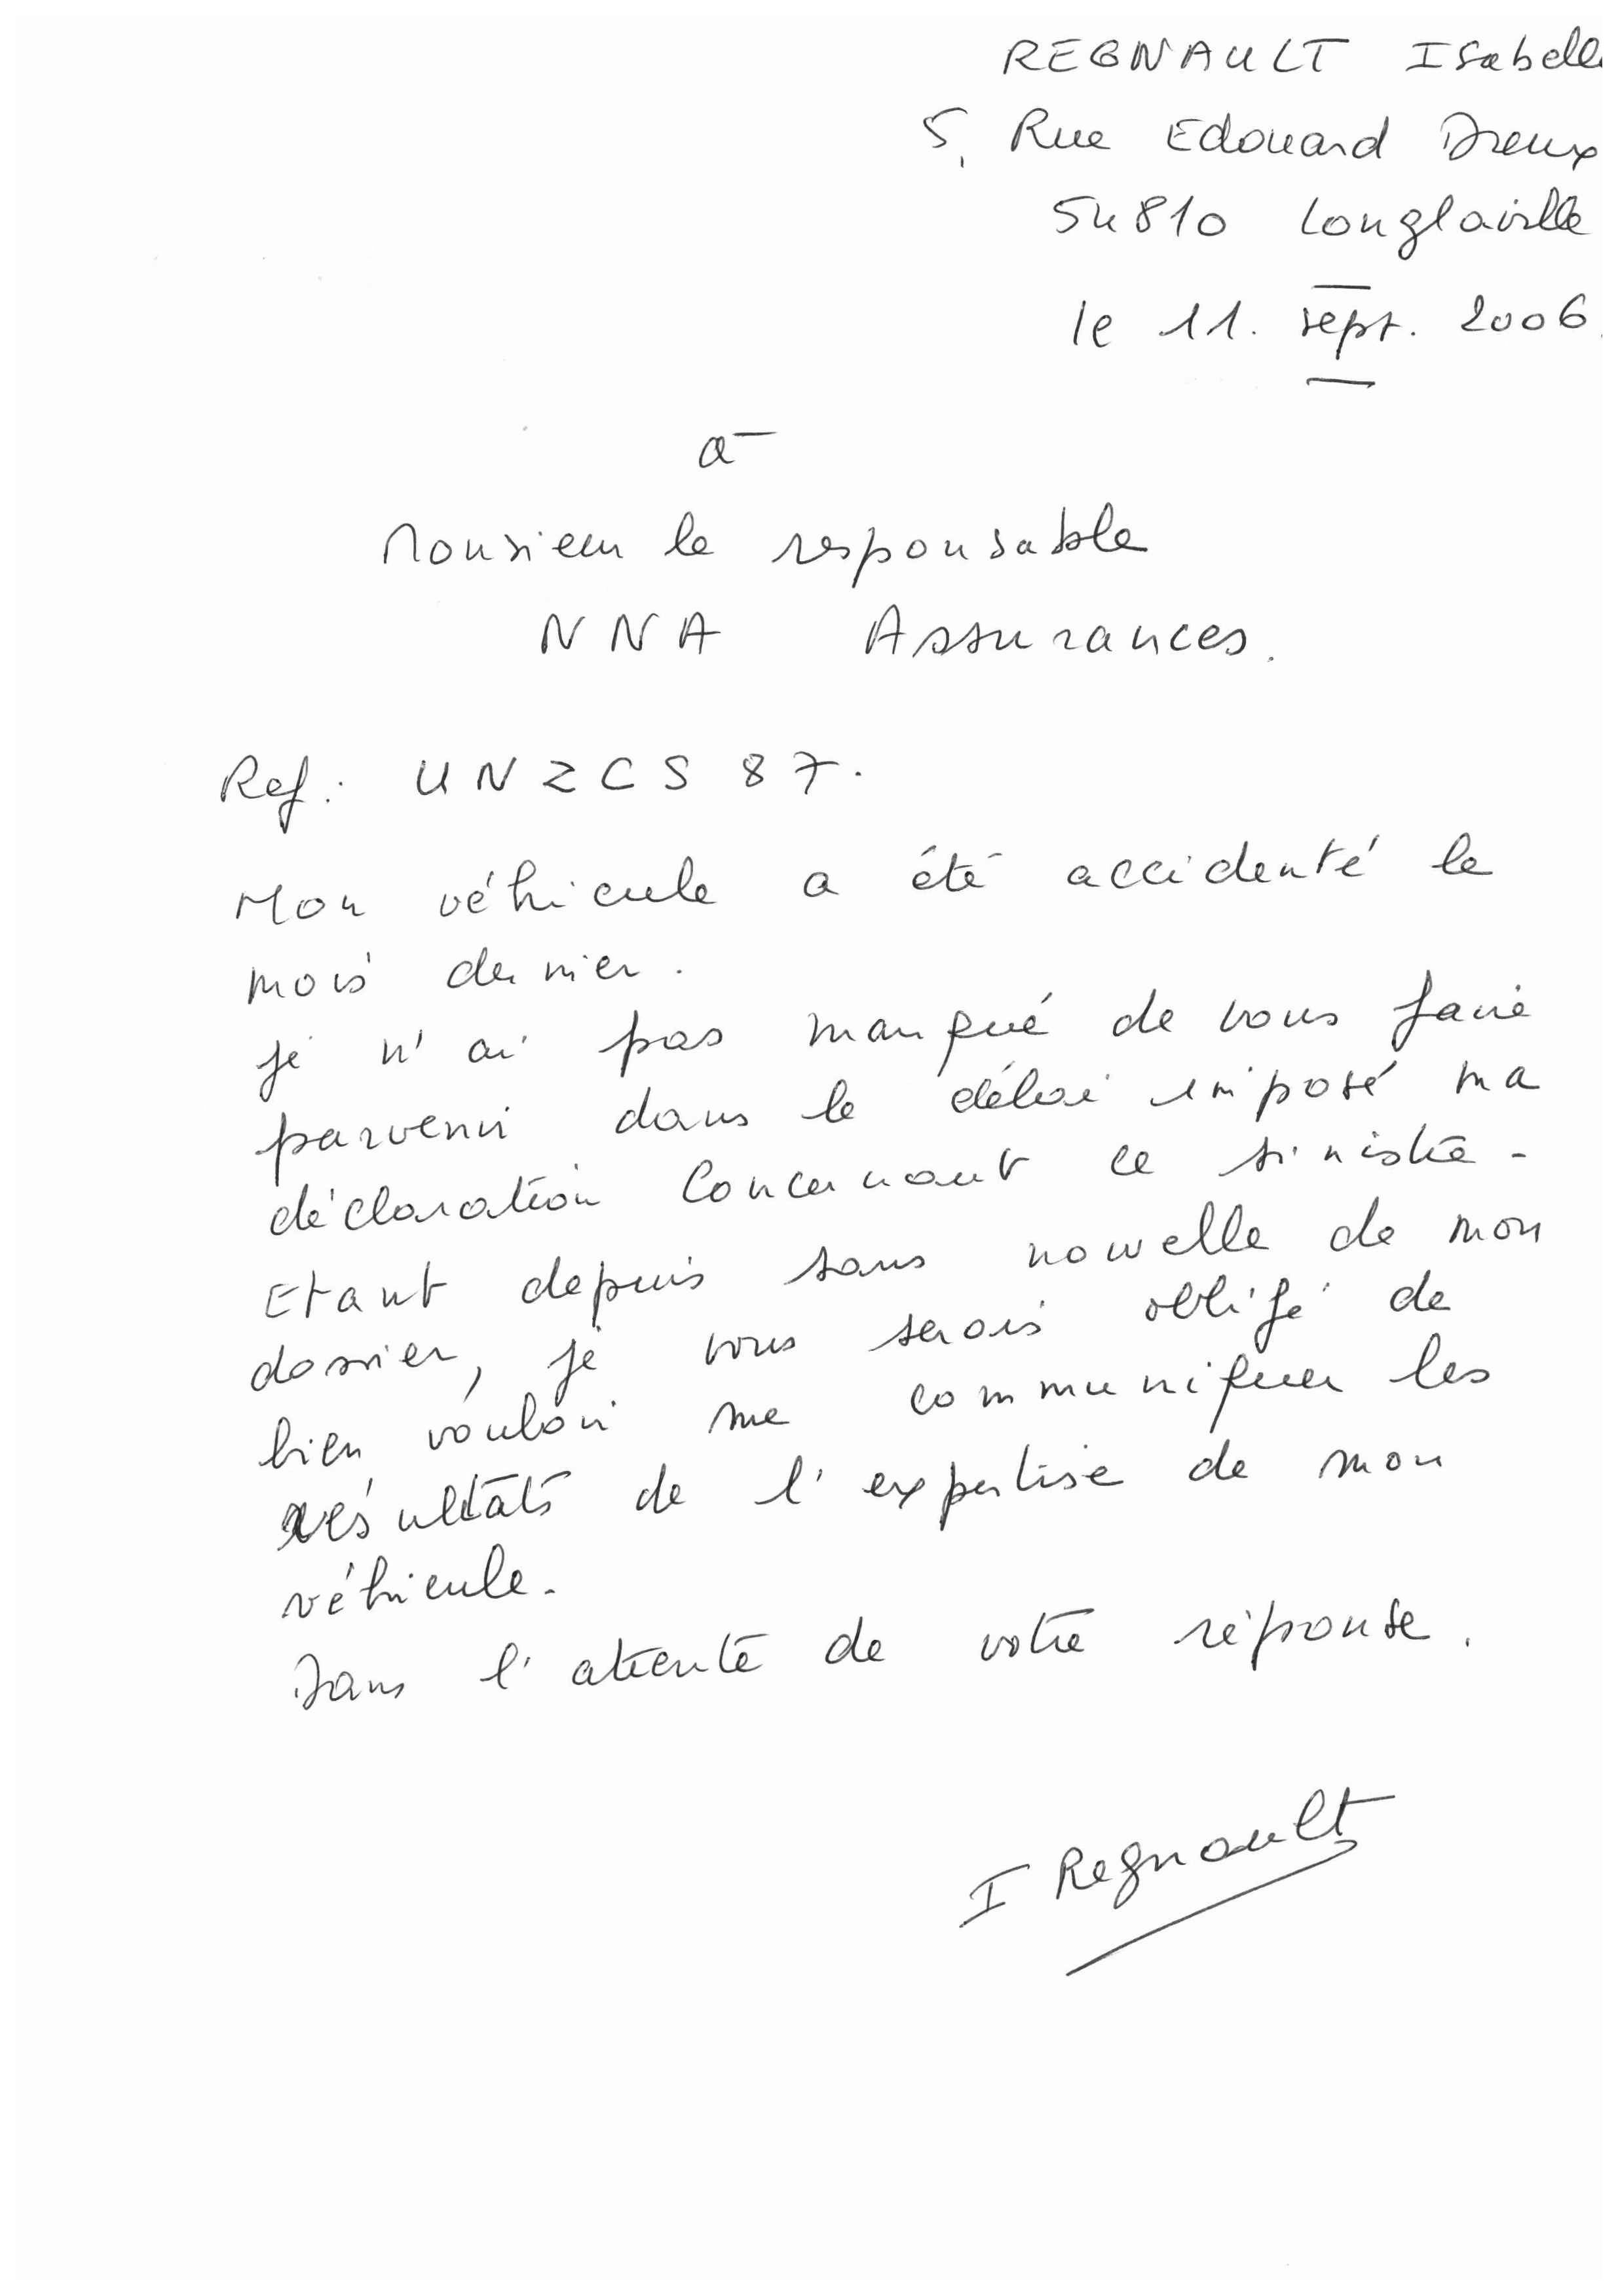 REGNAULT Isabelle
5, Rue Edouard Dreux
54810 Longlaville
le 11. sept. 2006.
à
Monsieur le responsable
NNA Assurances.
Ref : UNZCS 87.
Mon véhicule a été accidenté le
mois dernier.
je n'ai pas manqué de vous faire
parvenir dans le délai imposé ma
déclaration concernant ce sinistre.
Etant depuis sans nouvelle de mon
dossier, je vous serais obligé de
bien vouloir me communiquer les
résultats de l'expertise de mon
véhicule.
Dans l'attente de votre réponse.
I Regnault